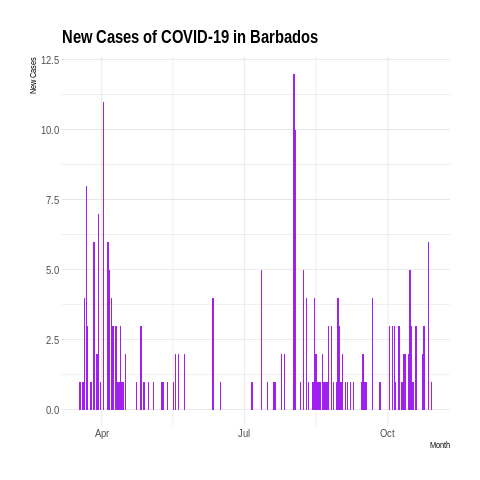 New Cases of COVID-19 in Barbados
New Cases
12.5
10.0
7.5
5.0
2.5
0.0
Apr
Jul
Oct
Month